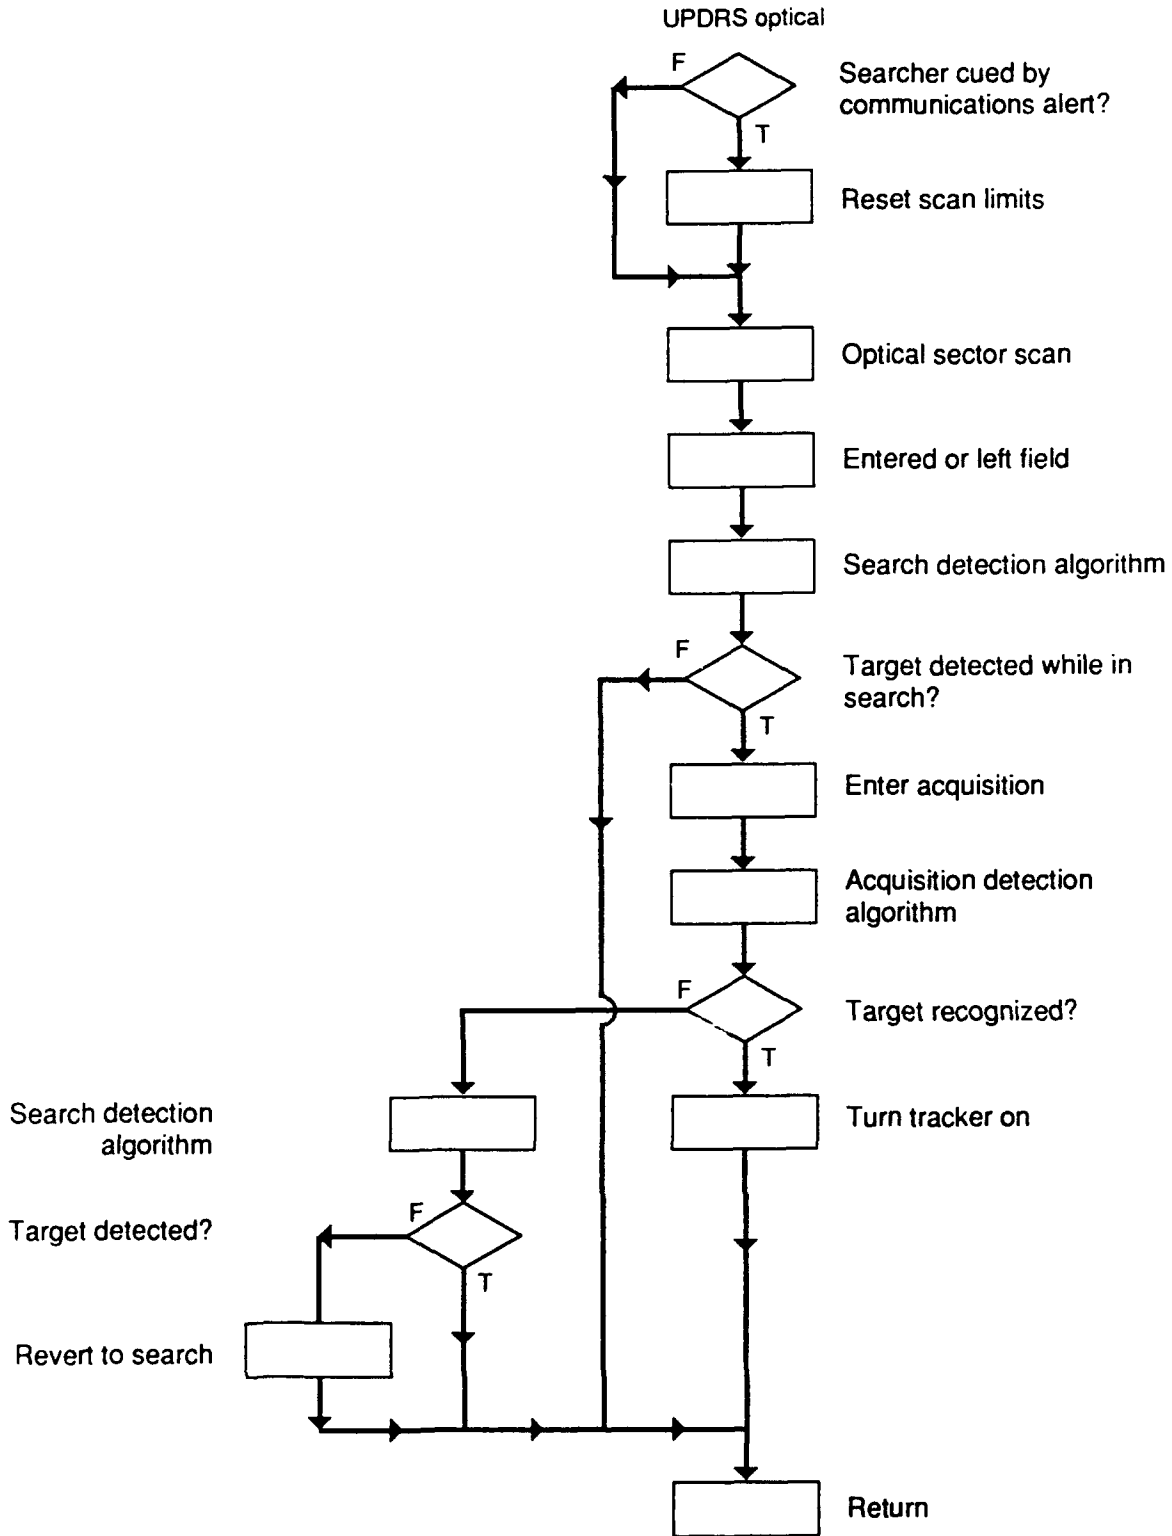 UPDRS optical
F
Searcher cued by
communications alert?
T
Reset scan limits
Optical sector scan
Entered or left field
Search detection algorithm
F
Target detected while in
search?
T
Enter acquisition
Acquisition detection
algorithm
F
Target recognized?
T
Search detection
algorithm
Turn tracker on
F
Target detected?
T
Revert to search
Return